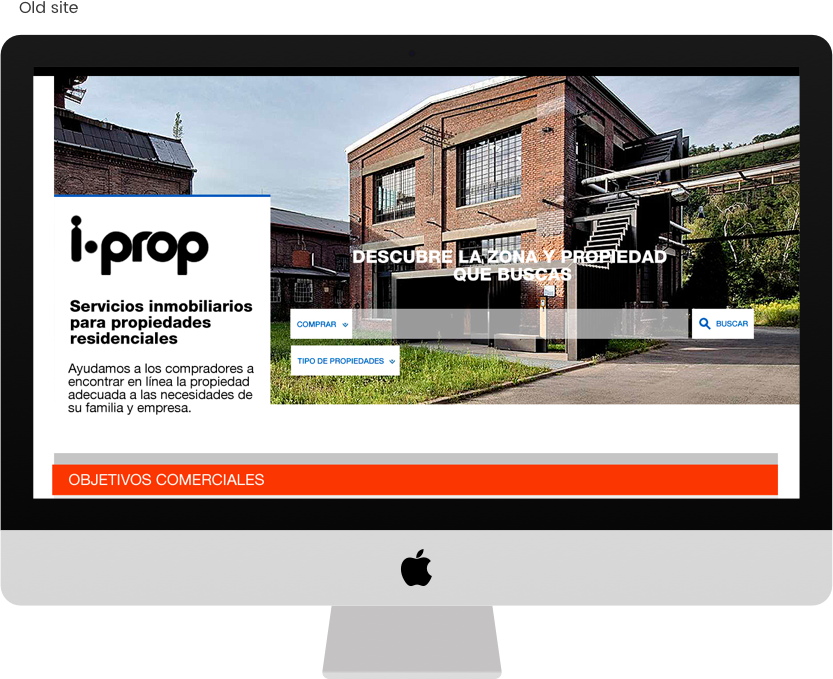 Old site
i·prop
DESCUBRE LA ZONA Y PROPIEDAD
QUE BUSCAS
Servicios inmobiliarios
para propiedades
residenciales
COMPRAR
BUSCAR
TIPO DE PROPIEDADES
Ayudamos a los compradores a
encontrar en línea la propiedad
adecuada a las necesidades de
su familia y empresa.
OBJETIVOS COMERCIALES